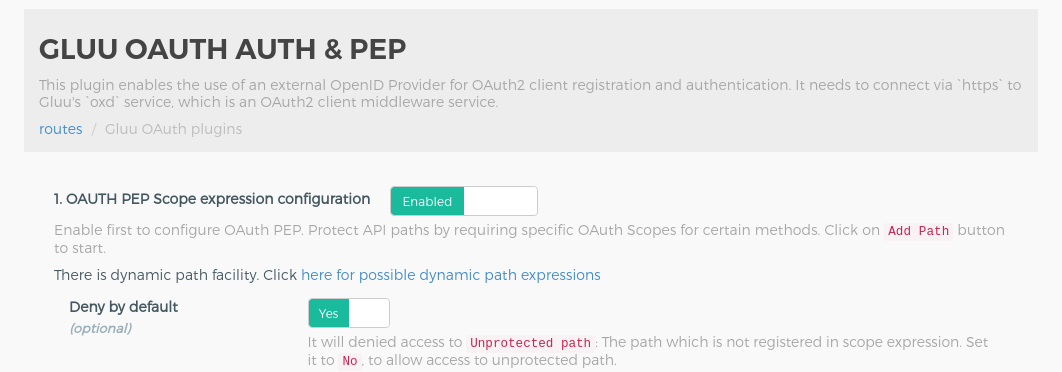 GLUU OAUTH AUTH & PEP
This plugin enables the use of an external OpenID Provider for OAuth2 client registration and authentication. It needs to connect via `https` to
Gluu's `oxd` service, which is an OAuth2 client middleware service.
routes / Gluu OAuth plugins
1. OAUTH PEP Scope expression configuration Enabled
Enable first to configure OAuth PEP. Protect API paths by requiring specific OAuth Scopes for certain methods. Click on Add Path button
to start.
There is dynamic path facility. Click here for possible dynamic path expressions
Deny by default Yes
(optional)
It will denied access to Unprotected path: The path which is not registered in scope expression. Set
it to No, to allow access to unprotected path.